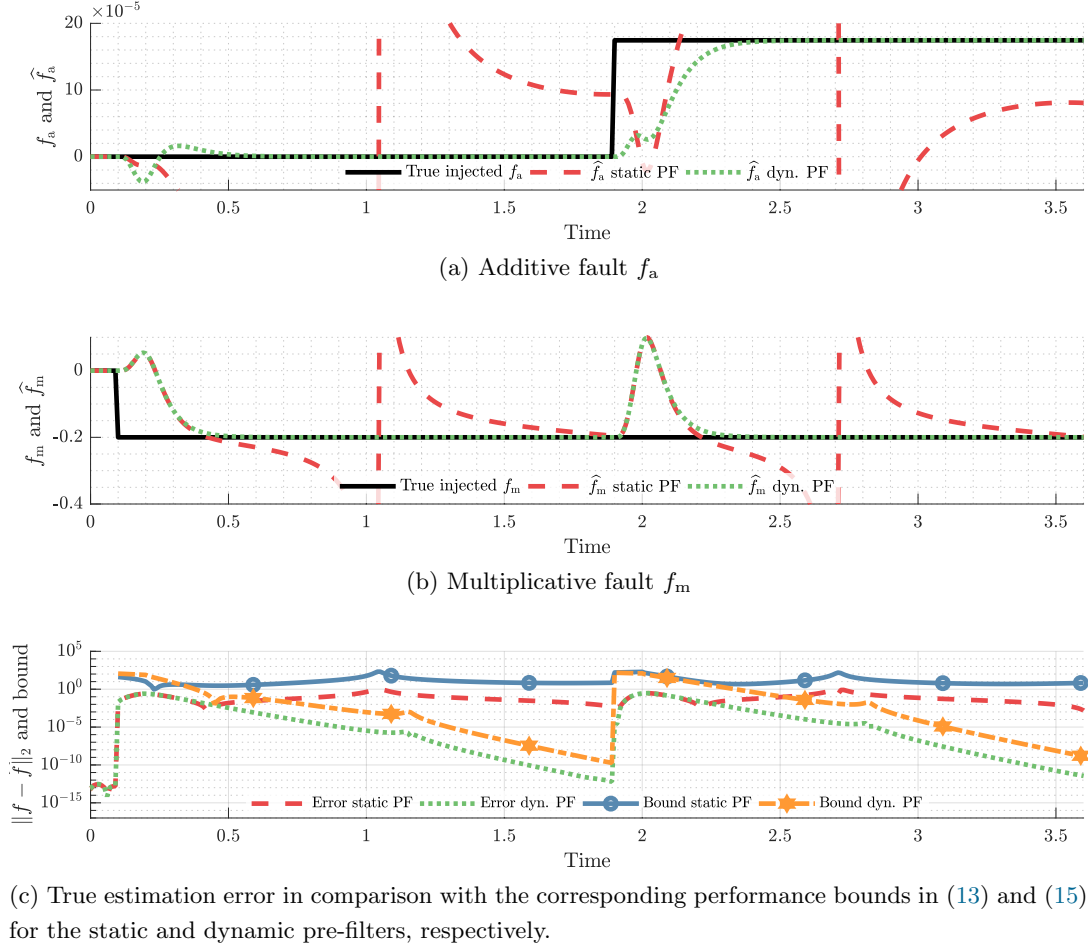 ×10⁻⁵
20
10
0
f_a and f̂_a
True injected f_a
f̂_a static PF
f̂_a dyn. PF
0 0.5 1 1.5 2 2.5 3 3.5
Time
(a) Additive fault f_a
0
-0.2
-0.4
f_m and f̂_m
True injected f_m
f̂_m static PF
f̂_m dyn. PF
0 0.5 1 1.5 2 2.5 3 3.5
Time
(b) Multiplicative fault f_m
10⁵
10⁰
10⁻⁵
10⁻¹⁰
10⁻¹⁵
||f − f̂||₂ and bound
Error static PF
Error dyn. PF
Bound static PF
Bound dyn. PF
0 0.5 1 1.5 2 2.5 3 3.5
Time
(c) True estimation error in comparison with the corresponding performance bounds in (13) and (15)
for the static and dynamic pre-filters, respectively.